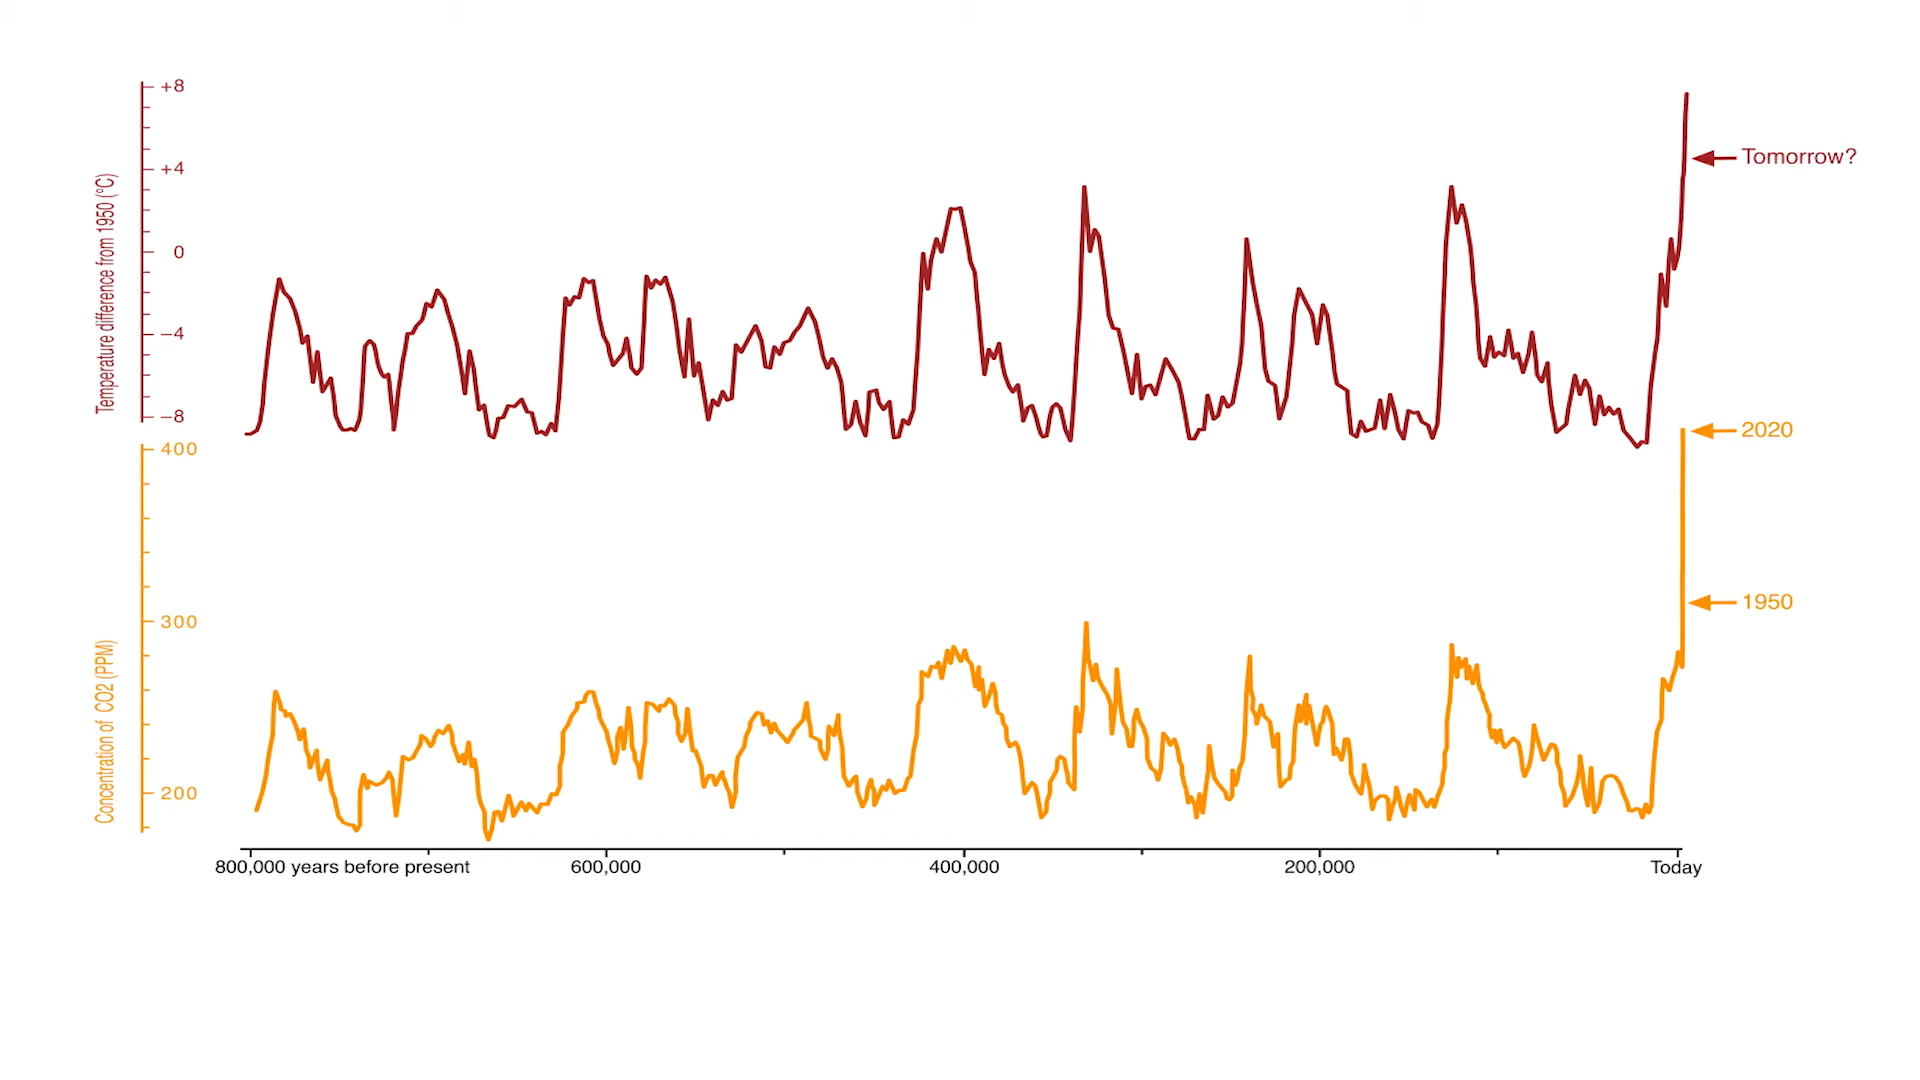 +8
+4
0
−4
−8
Temperature difference from 1950 (°C)
Tomorrow?
400
300
200
Concentration of CO2 (PPM)
2020
1950
800,000 years before present
600,000
400,000
200,000
Today